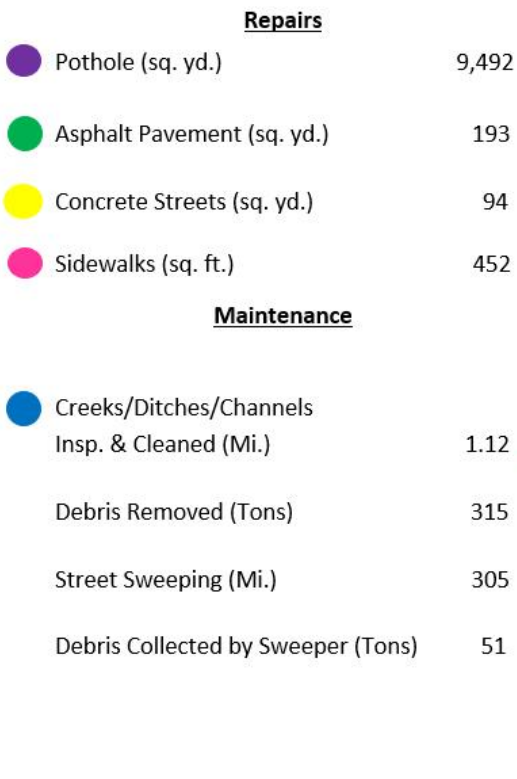 Repairs
Pothole (sq. yd.) 9,492
Asphalt Pavement (sq. yd.) 193
Concrete Streets (sq. yd.) 94
Sidewalks (sq. ft.) 452
Maintenance
Creeks/Ditches/Channels
Insp. & Cleaned (Mi.) 1.12
Debris Removed (Tons) 315
Street Sweeping (Mi.) 305
Debris Collected by Sweeper (Tons) 51